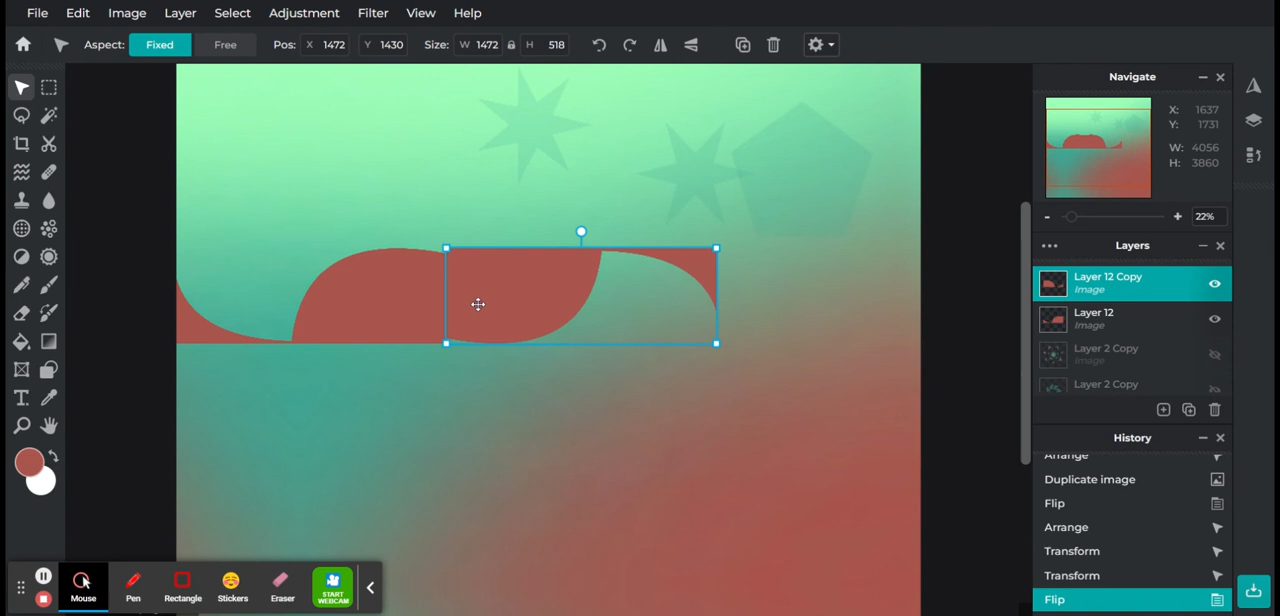 File Edit Image Layer Select Adjustment Filter View Help
Aspect: Fixed Free Pos: X 1472 Y 1430 Size: W 1472 H 518
Navigate
X: 1637
Y: 1731
W: 4056
H: 3860
- + 22%
Layers
Layer 12 Copy
Image
Layer 12
Image
Layer 2 Copy
Image
Layer 2 Copy
History
Arrange
Duplicate image
Flip
Arrange
Transform
Transform
Flip
T
Mouse Pen Rectangle Stickers Eraser START WEBCAM